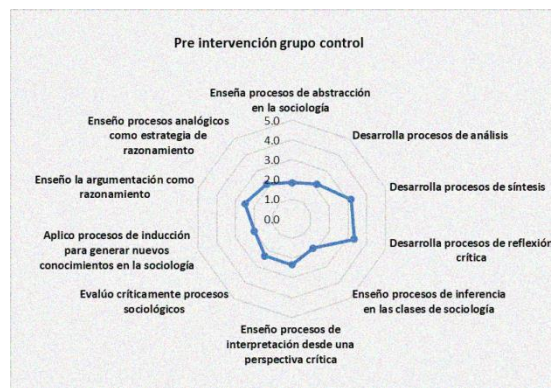 Pre intervención grupo control
Enseña procesos de abstracción
en la sociología
Desarrolla procesos de análisis
Desarrolla procesos de síntesis
Desarrolla procesos de reflexión
crítica
Enseño procesos de inferencia
en las clases de sociología
Enseño procesos de
interpretación desde una
perspectiva crítica
Evalúo críticamente procesos
sociológicos
Aplico procesos de inducción
para generar nuevos
conocimientos en la sociología
Enseño la argumentación como
razonamiento
Enseño procesos analógicos
como estrategia de
razonamiento
5.0
4.0
3.0
2.0
1.0
0.0